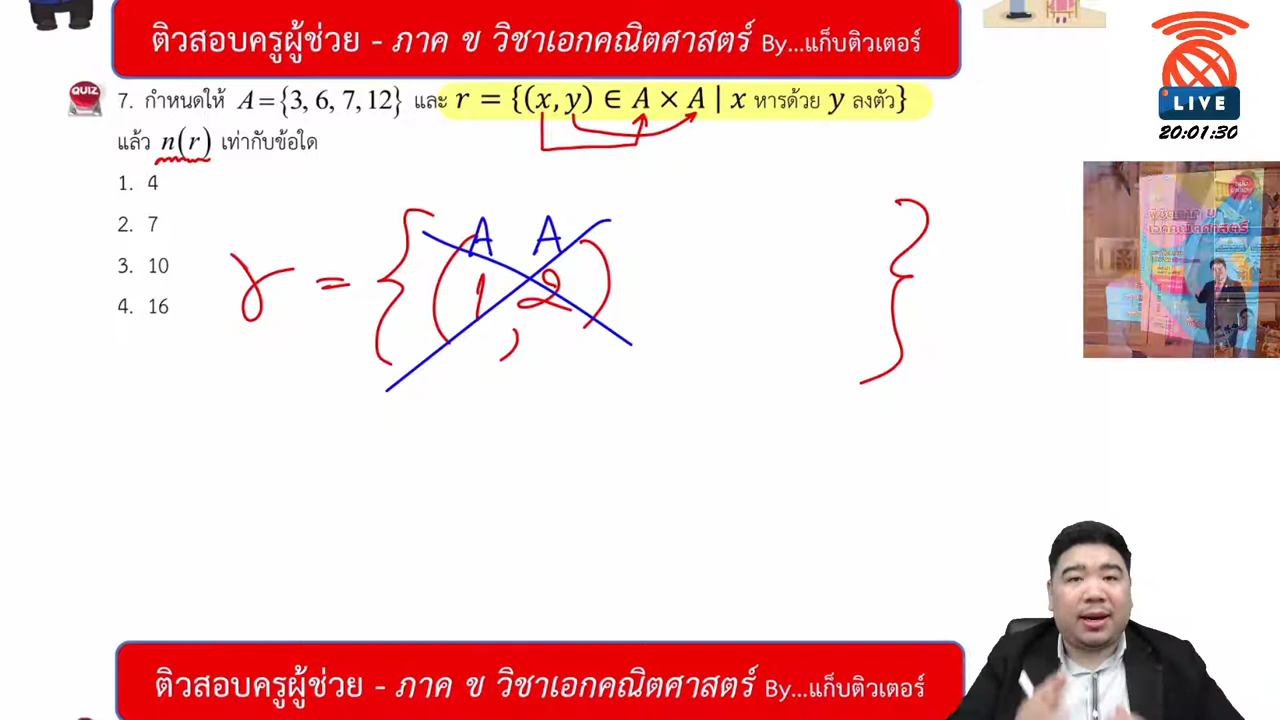 ติวสอบครูผู้ช่วย - ภาค ข วิชาเอกคณิตศาสตร์ By...แก็บติวเตอร์
LIVE
20:01:30
QUIZ
7. กำหนดให้ A={3, 6, 7, 12} และ r = {(x, y) ∈ A × A | x หารด้วย y ลงตัว}
แล้ว n(r) เท่ากับข้อใด
1. 4
2. 7
3. 10
4. 16
A A
r = { (1, 2) }
ติวสอบครูผู้ช่วย - ภาค ข วิชาเอกคณิตศาสตร์ By...แก็บติวเตอร์